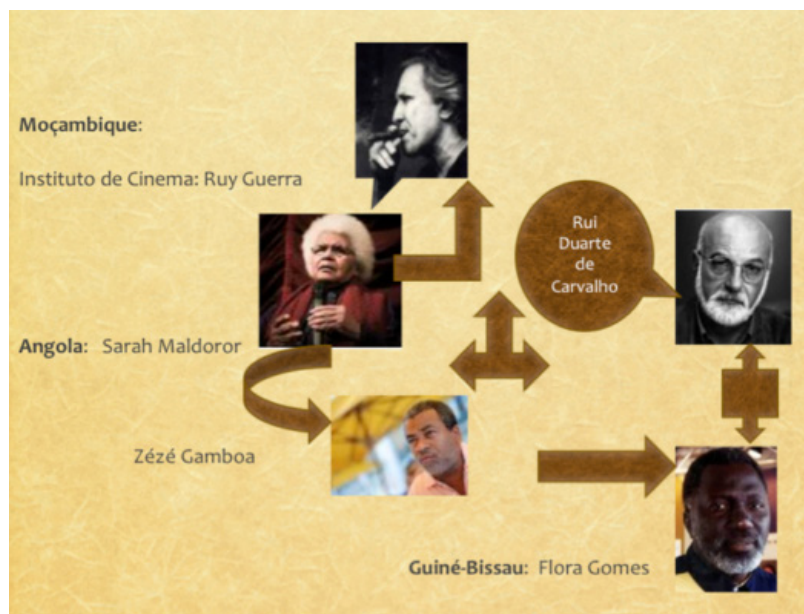 Moçambique:
Instituto de Cinema: Ruy Guerra
Rui
Duarte
de
Carvalho
Angola: Sarah Maldoror
Zézé Gamboa
Guiné-Bissau: Flora Gomes